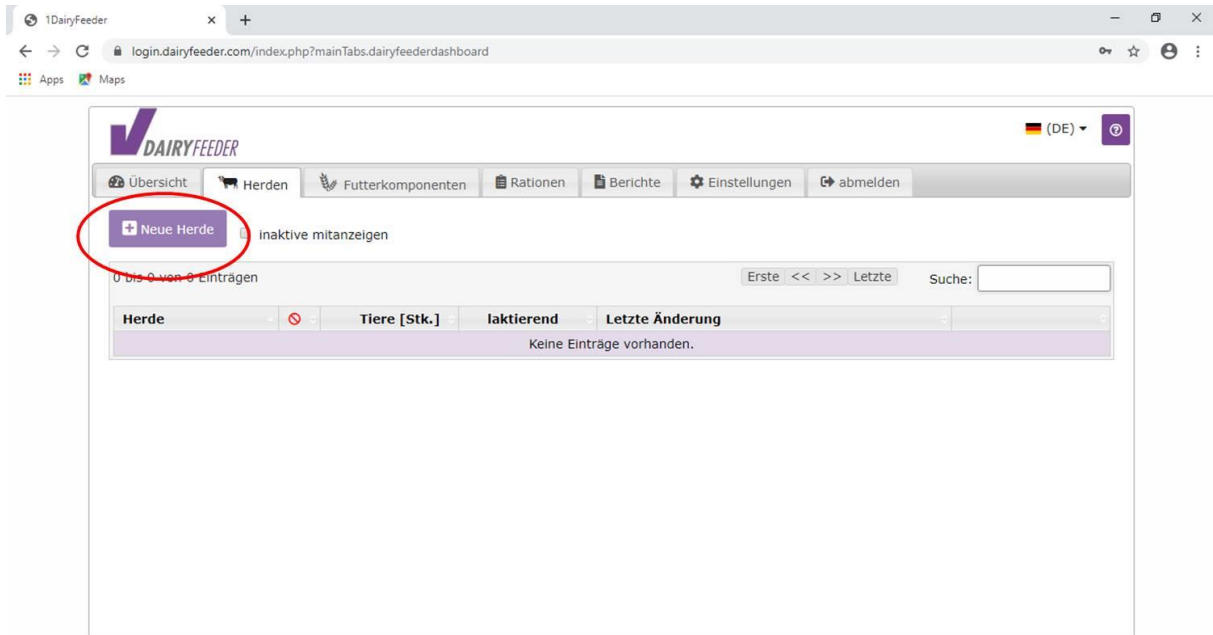 1DairyFeeder
login.dairyfeeder.com/index.php?mainTabs.dairyfeederdashboard
Apps Maps
DAIRYFEEDER
(DE)
Übersicht Herden Futterkomponenten Rationen Berichte Einstellungen abmelden
Neue Herde inaktive mitanzeigen
0 bis 0 von 0 Einträgen Erste << >> Letzte Suche:
Herde Tiere [Stk.] laktierend Letzte Änderung
Keine Einträge vorhanden.